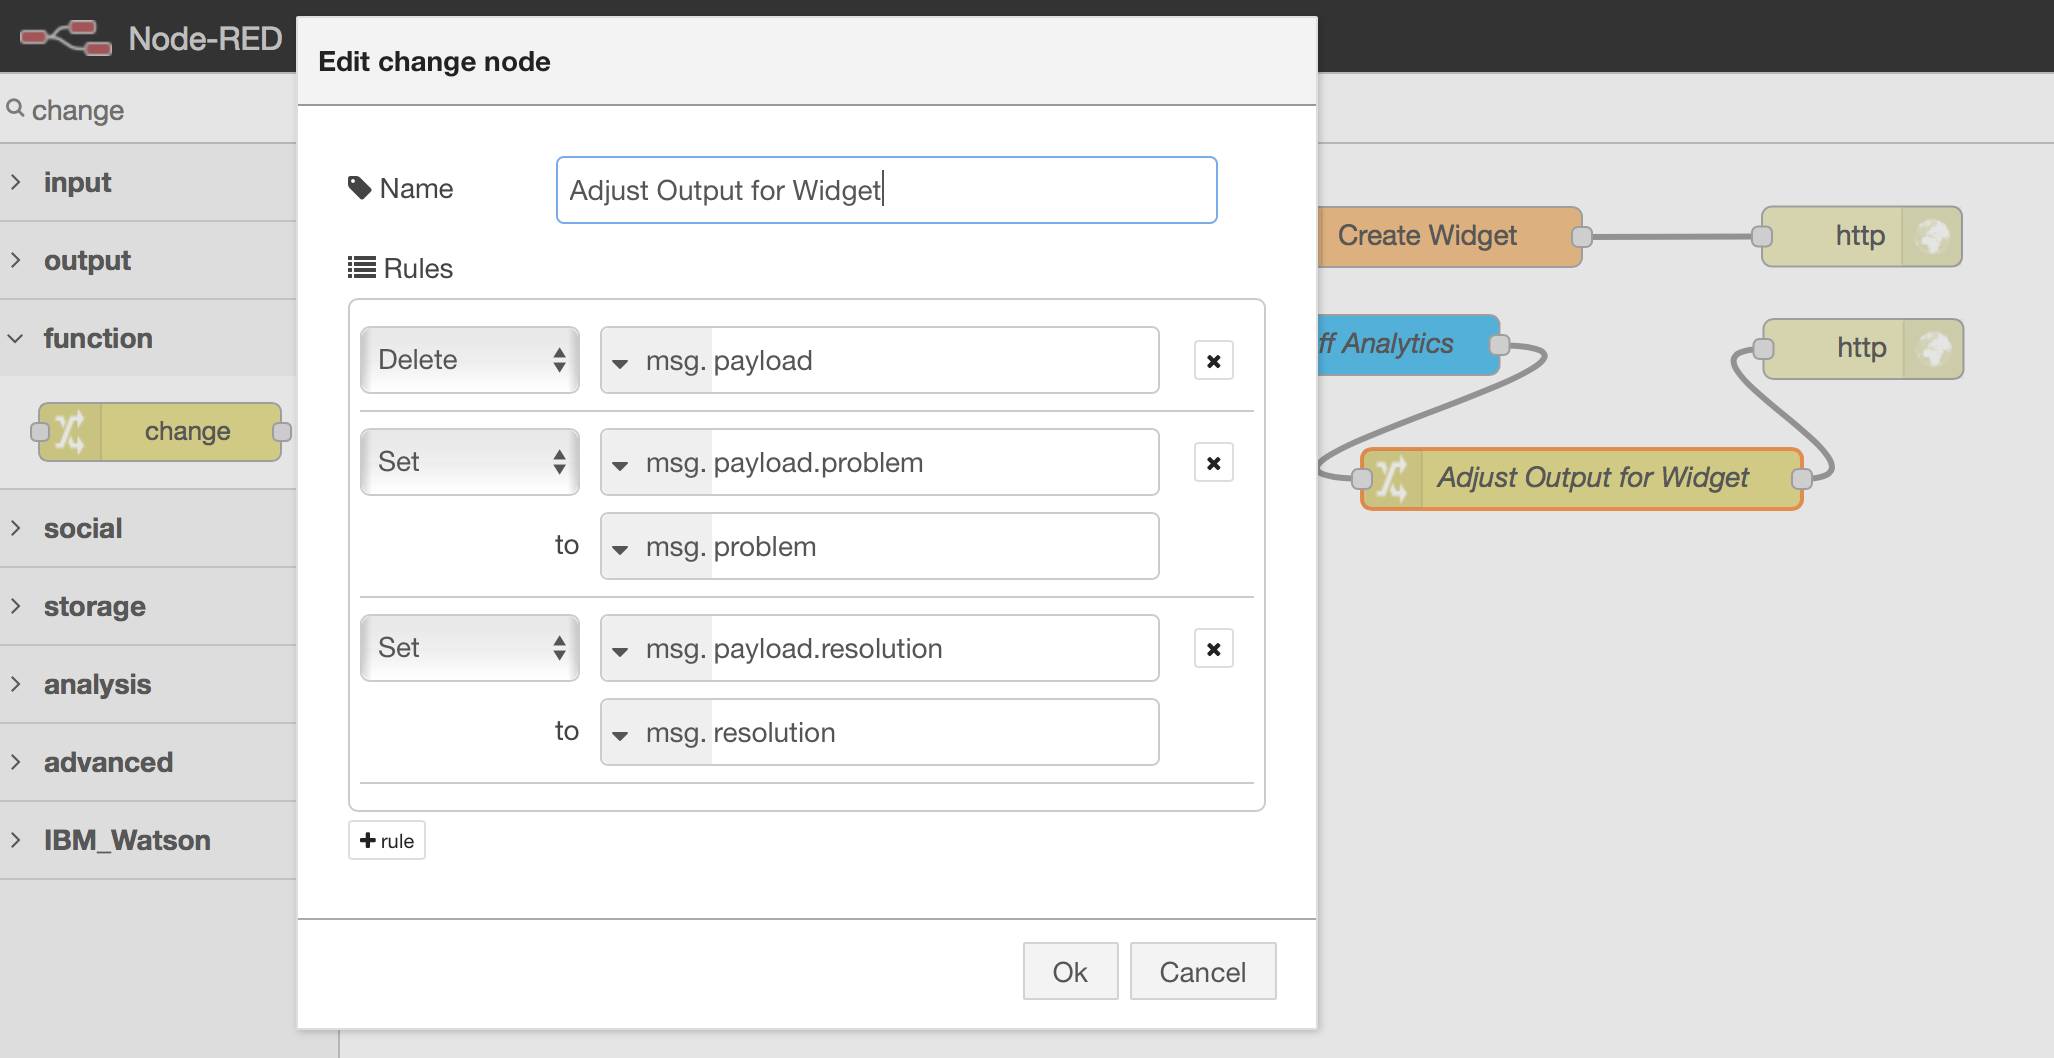 Node-RED
change
input
output
function
change
social
storage
analysis
advanced
IBM_Watson
Edit change node
Name
Adjust Output for Widget
Rules
Delete
msg. payload
Set
msg. payload.problem
to
msg. problem
Set
msg. payload.resolution
to
msg. resolution
rule
Ok
Cancel
Create Widget
http
ff Analytics
http
Adjust Output for Widget